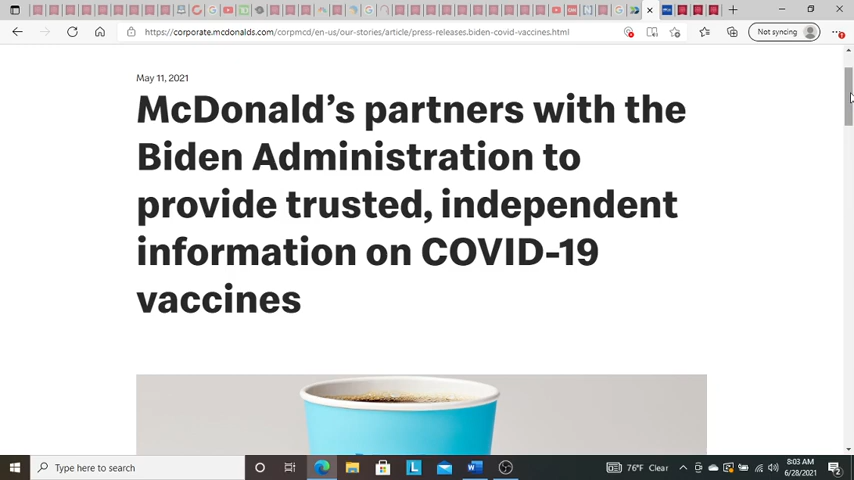 Not syncing
https://corporate.mcdonalds.com/corpmcd/en-us/our-stories/article/press-releases.biden-covid-vaccines.html
May 11, 2021
McDonald’s partners with the
Biden Administration to
provide trusted, independent
information on COVID-19
vaccines
Type here to search
76°F Clear
8:03 AM
6/28/2021